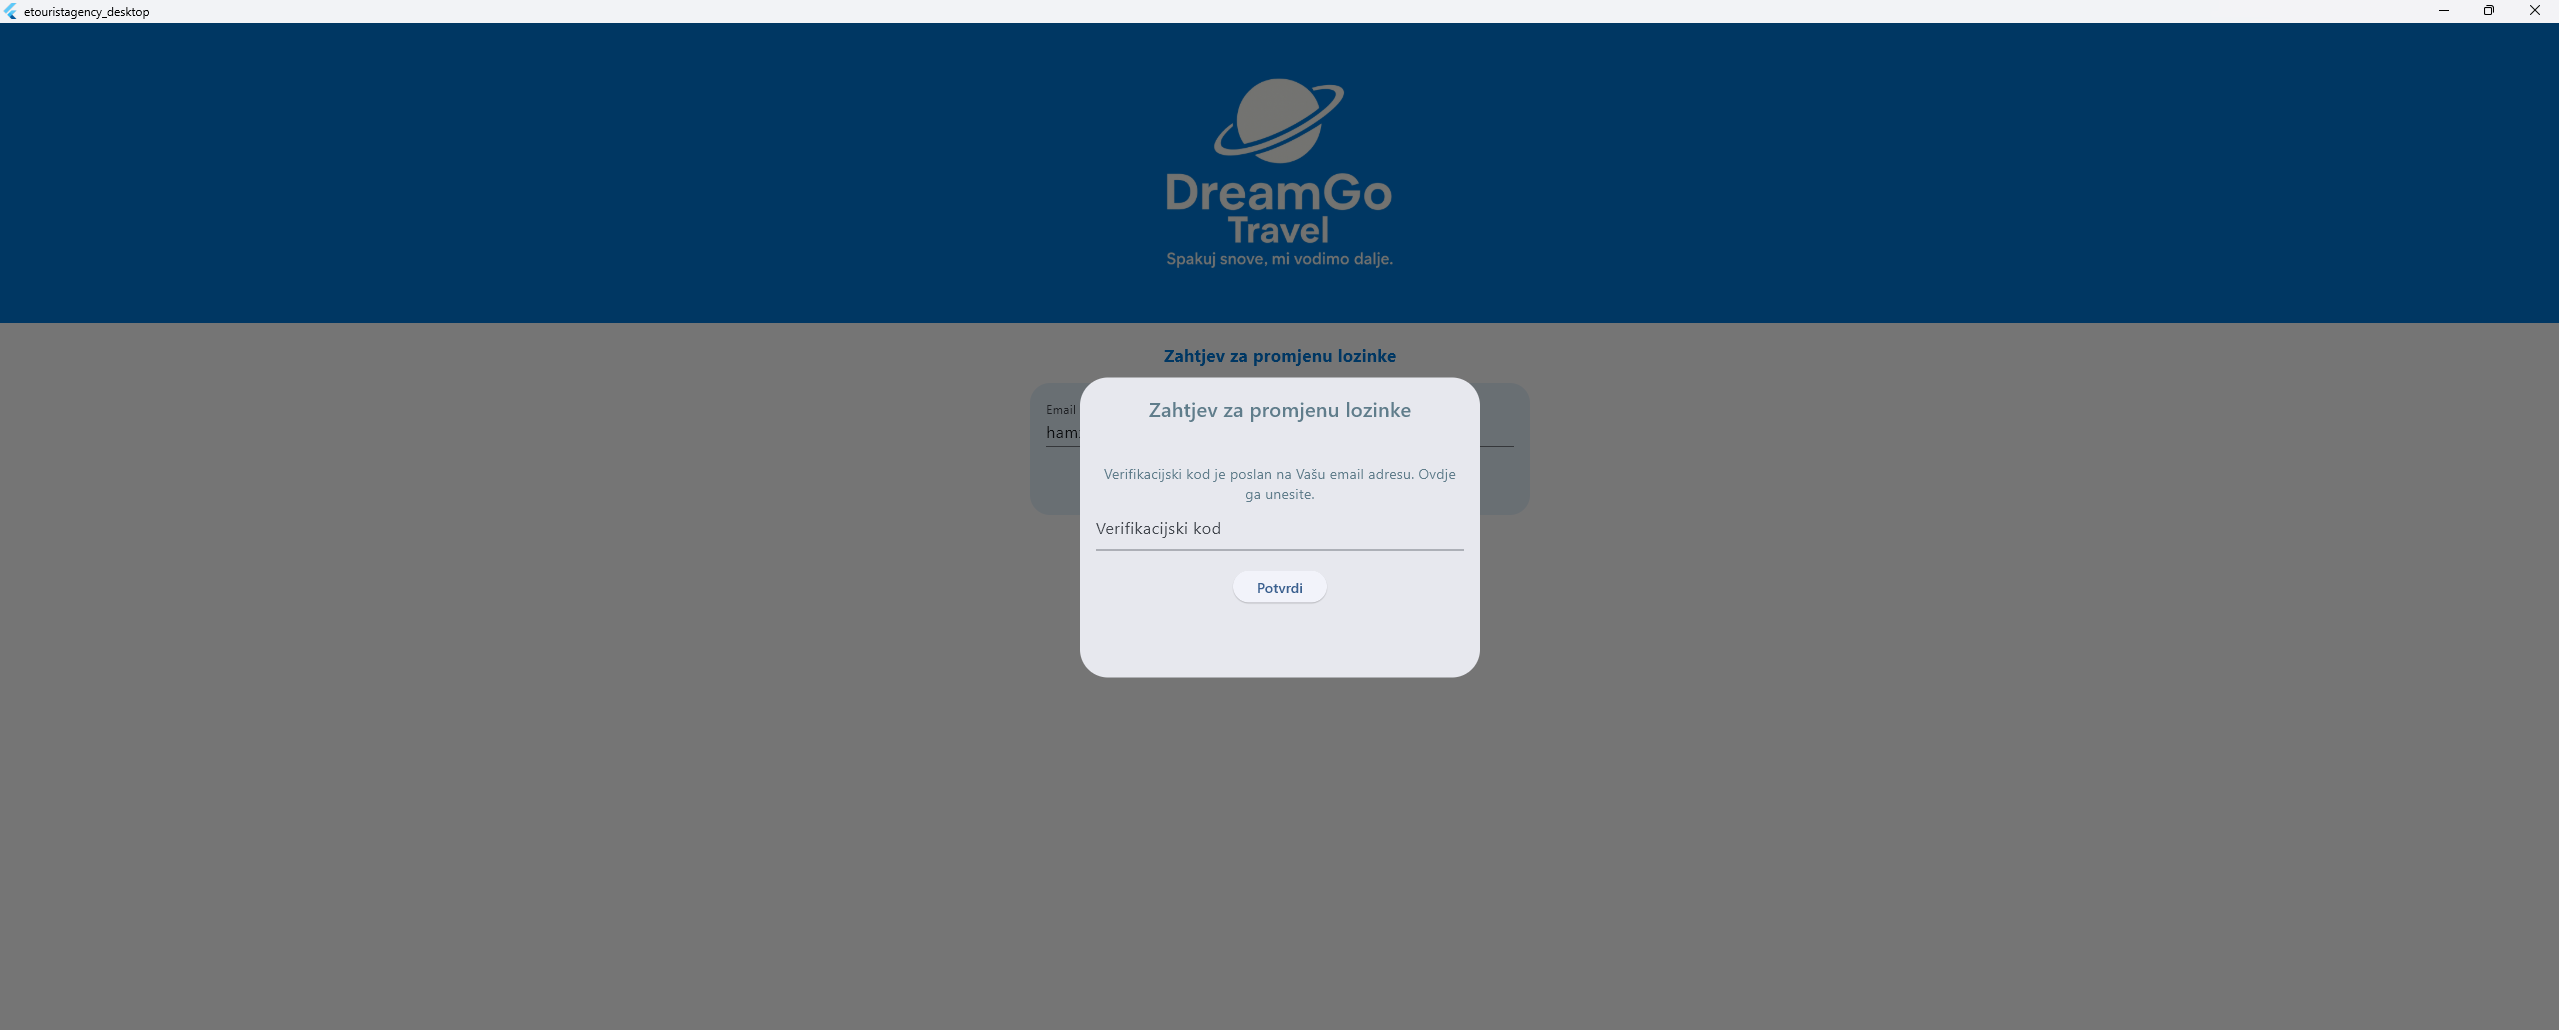 etouristagency_desktop
DreamGo
Travel
Spakuj snove, mi vodimo dalje.
Zahtjev za promjenu lozinke
Email
Zahtjev za promjenu lozinke
Verifikacijski kod je poslan na Vašu email adresu. Ovdje
ga unesite.
Verifikacijski kod
Potvrdi